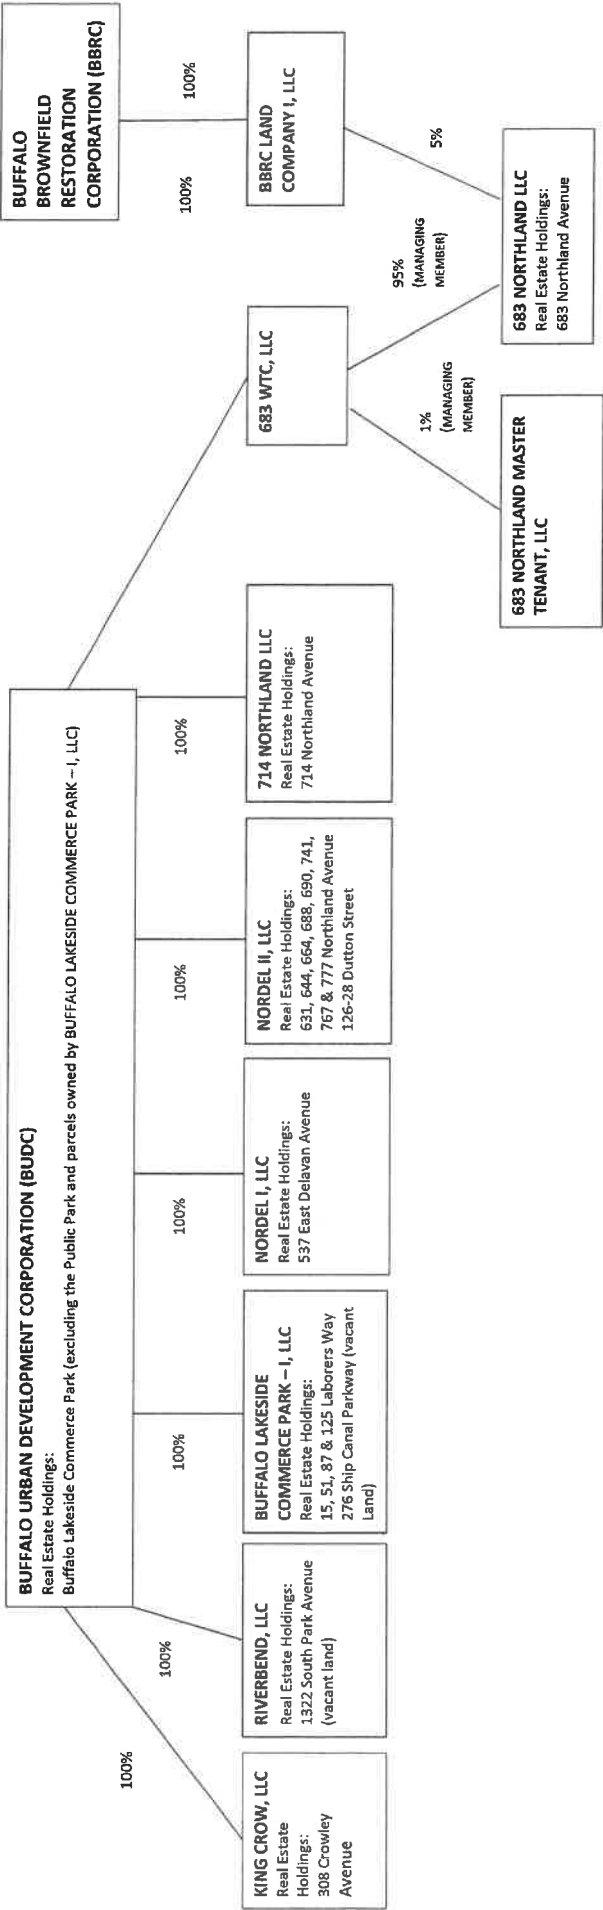 BUFFALO URBAN DEVELOPMENT CORPORATION (BUDC)
Real Estate Holdings:
Buffalo Lakeside Commerce Park (excluding the Public Park and parcels owned by BUFFALO LAKESIDE COMMERCE PARK – I, LLC)
BUFFALO
BROWNFIELD
RESTORATION
CORPORATION (BBRC)
100%
100%
100%
100%
100%
100%
100%
100%
KING CROW, LLC
Real Estate
Holdings:
308 Crowley
Avenue
RIVERBEND, LLC
Real Estate Holdings:
1322 South Park Avenue
(vacant land)
BUFFALO LAKESIDE
COMMERCE PARK – I, LLC
Real Estate Holdings:
15, 51, 87 & 125 Laborers Way
276 Ship Canal Parkway (vacant
Land)
NORDEL I, LLC
Real Estate Holdings:
537 East Delavan Avenue
NORDEL II, LLC
Real Estate Holdings:
631, 644, 664, 688, 690, 741,
767 & 777 Northland Avenue
126-28 Dutton Street
714 NORTHLAND LLC
Real Estate Holdings:
714 Northland Avenue
683 WTC, LLC
BBRC LAND
COMPANY I, LLC
1%
(MANAGING
MEMBER)
95%
(MANAGING
MEMBER)
5%
683 NORTHLAND MASTER
TENANT, LLC
683 NORTHLAND LLC
Real Estate Holdings:
683 Northland Avenue